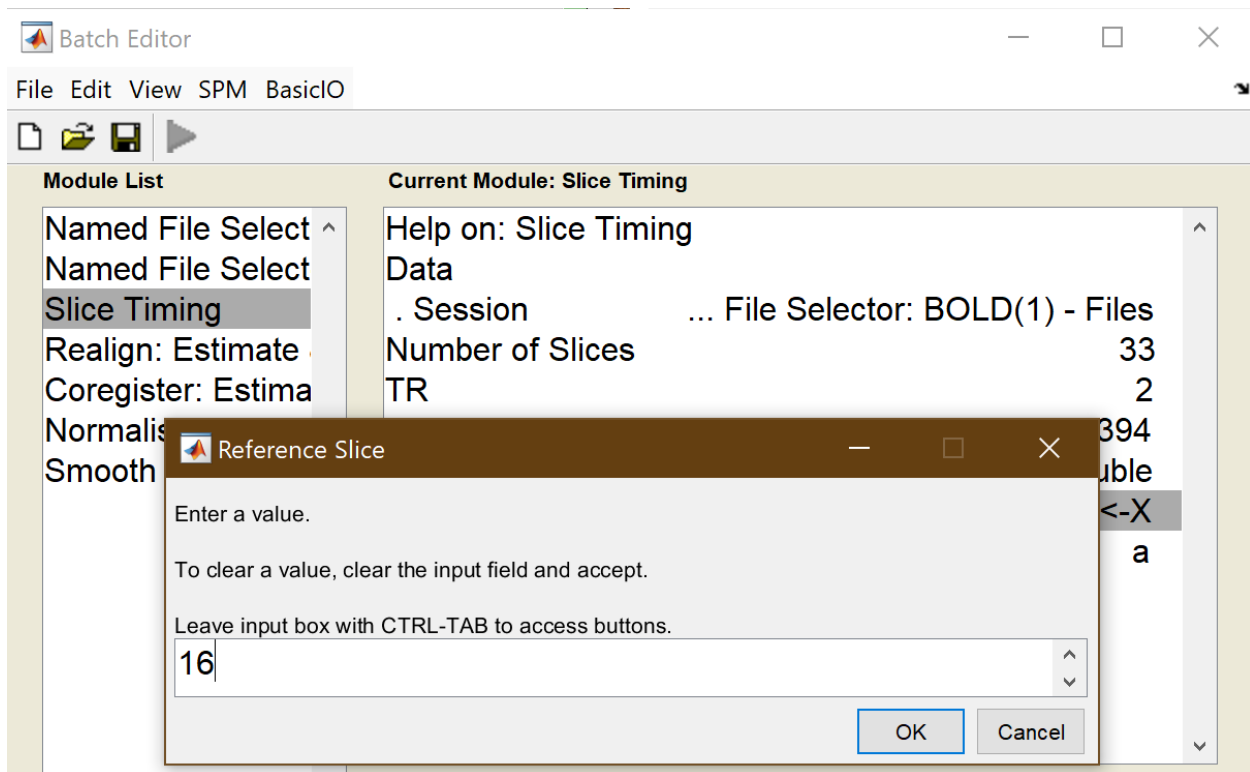 Batch Editor
File Edit View SPM BasicIO
Module List
Current Module: Slice Timing
Named File Select
Named File Select
Slice Timing
Realign: Estimate
Coregister: Estima
Normalis
Smooth
Help on: Slice Timing
Data
. Session ... File Selector: BOLD(1) - Files
Number of Slices 33
TR 2
394
uble
<-X
a
Reference Slice
Enter a value.
To clear a value, clear the input field and accept.
Leave input box with CTRL-TAB to access buttons.
16
OK Cancel